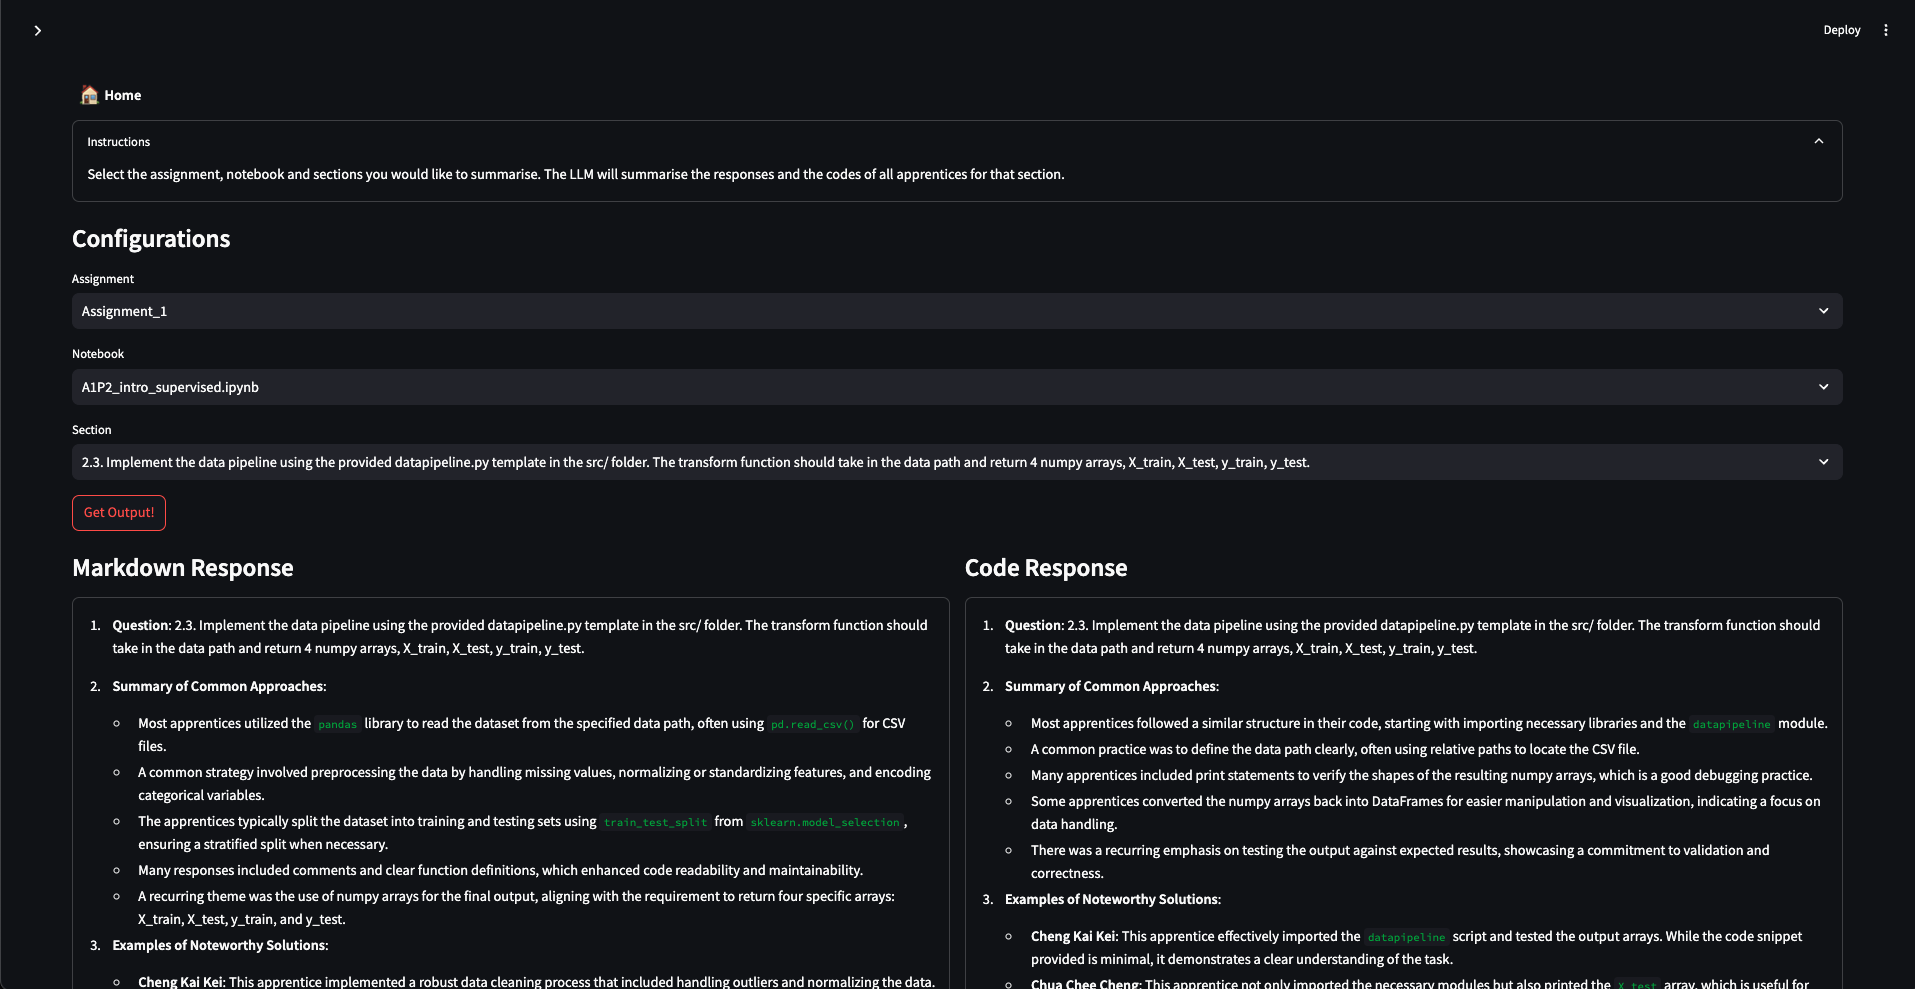 Deploy
Home
Instructions
Select the assignment, notebook and sections you would like to summarise. The LLM will summarise the responses and the codes of all apprentices for that section.
Configurations
Assignment
Assignment_1
Notebook
A1P2_intro_supervised.ipynb
Section
2.3. Implement the data pipeline using the provided datapipeline.py template in the src/ folder. The transform function should take in the data path and return 4 numpy arrays, X_train, X_test, y_train, y_test.
Get Output!
Markdown Response
1. Question: 2.3. Implement the data pipeline using the provided datapipeline.py template in the src/ folder. The transform function should
take in the data path and return 4 numpy arrays, X_train, X_test, y_train, y_test.
2. Summary of Common Approaches:
Most apprentices utilized the pandas library to read the dataset from the specified data path, often using pd.read_csv() for CSV
files.
A common strategy involved preprocessing the data by handling missing values, normalizing or standardizing features, and encoding
categorical variables.
The apprentices typically split the dataset into training and testing sets using train_test_split from sklearn.model_selection ,
ensuring a stratified split when necessary.
Many responses included comments and clear function definitions, which enhanced code readability and maintainability.
A recurring theme was the use of numpy arrays for the final output, aligning with the requirement to return four specific arrays:
X_train, X_test, y_train, and y_test.
3. Examples of Noteworthy Solutions:
Cheng Kai Kei: This apprentice implemented a robust data cleaning process that included handling outliers and normalizing the data.
Code Response
1. Question: 2.3. Implement the data pipeline using the provided datapipeline.py template in the src/ folder. The transform function should
take in the data path and return 4 numpy arrays, X_train, X_test, y_train, y_test.
2. Summary of Common Approaches:
Most apprentices followed a similar structure in their code, starting with importing necessary libraries and the datapipeline module.
A common practice was to define the data path clearly, often using relative paths to locate the CSV file.
Many apprentices included print statements to verify the shapes of the resulting numpy arrays, which is a good debugging practice.
Some apprentices converted the numpy arrays back into DataFrames for easier manipulation and visualization, indicating a focus on
data handling.
There was a recurring emphasis on testing the output against expected results, showcasing a commitment to validation and
correctness.
3. Examples of Noteworthy Solutions:
Cheng Kai Kei: This apprentice effectively imported the datapipeline script and tested the output arrays. While the code snippet
provided is minimal, it demonstrates a clear understanding of the task.
Chua Chee Cheng: This apprentice not only imported the necessary modules but also printed the X_test array, which is useful for